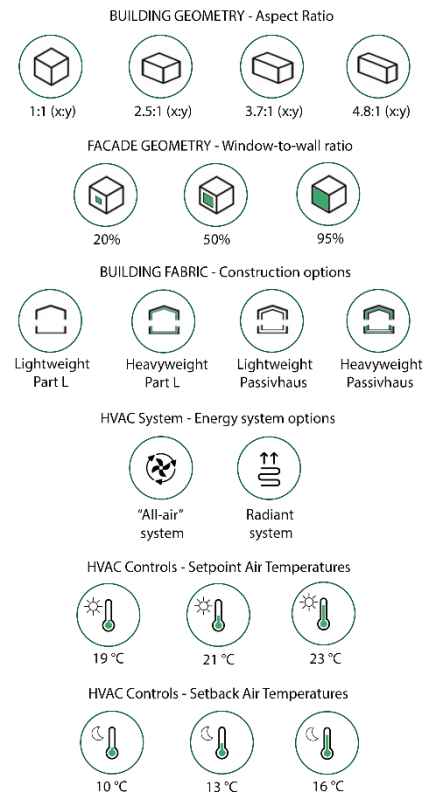 BUILDING GEOMETRY - Aspect Ratio
1:1 (x:y) 2.5:1 (x:y) 3.7:1 (x:y) 4.8:1 (x:y)
FACADE GEOMETRY - Window-to-wall ratio
20% 50% 95%
BUILDING FABRIC - Construction options
Lightweight Heavyweight Lightweight Heavyweight
Part L Part L Passivhaus Passivhaus
HVAC System - Energy system options
"All-air" Radiant
system system
HVAC Controls - Setpoint Air Temperatures
19 °C 21 °C 23 °C
HVAC Controls - Setback Air Temperatures
10 °C 13 °C 16 °C